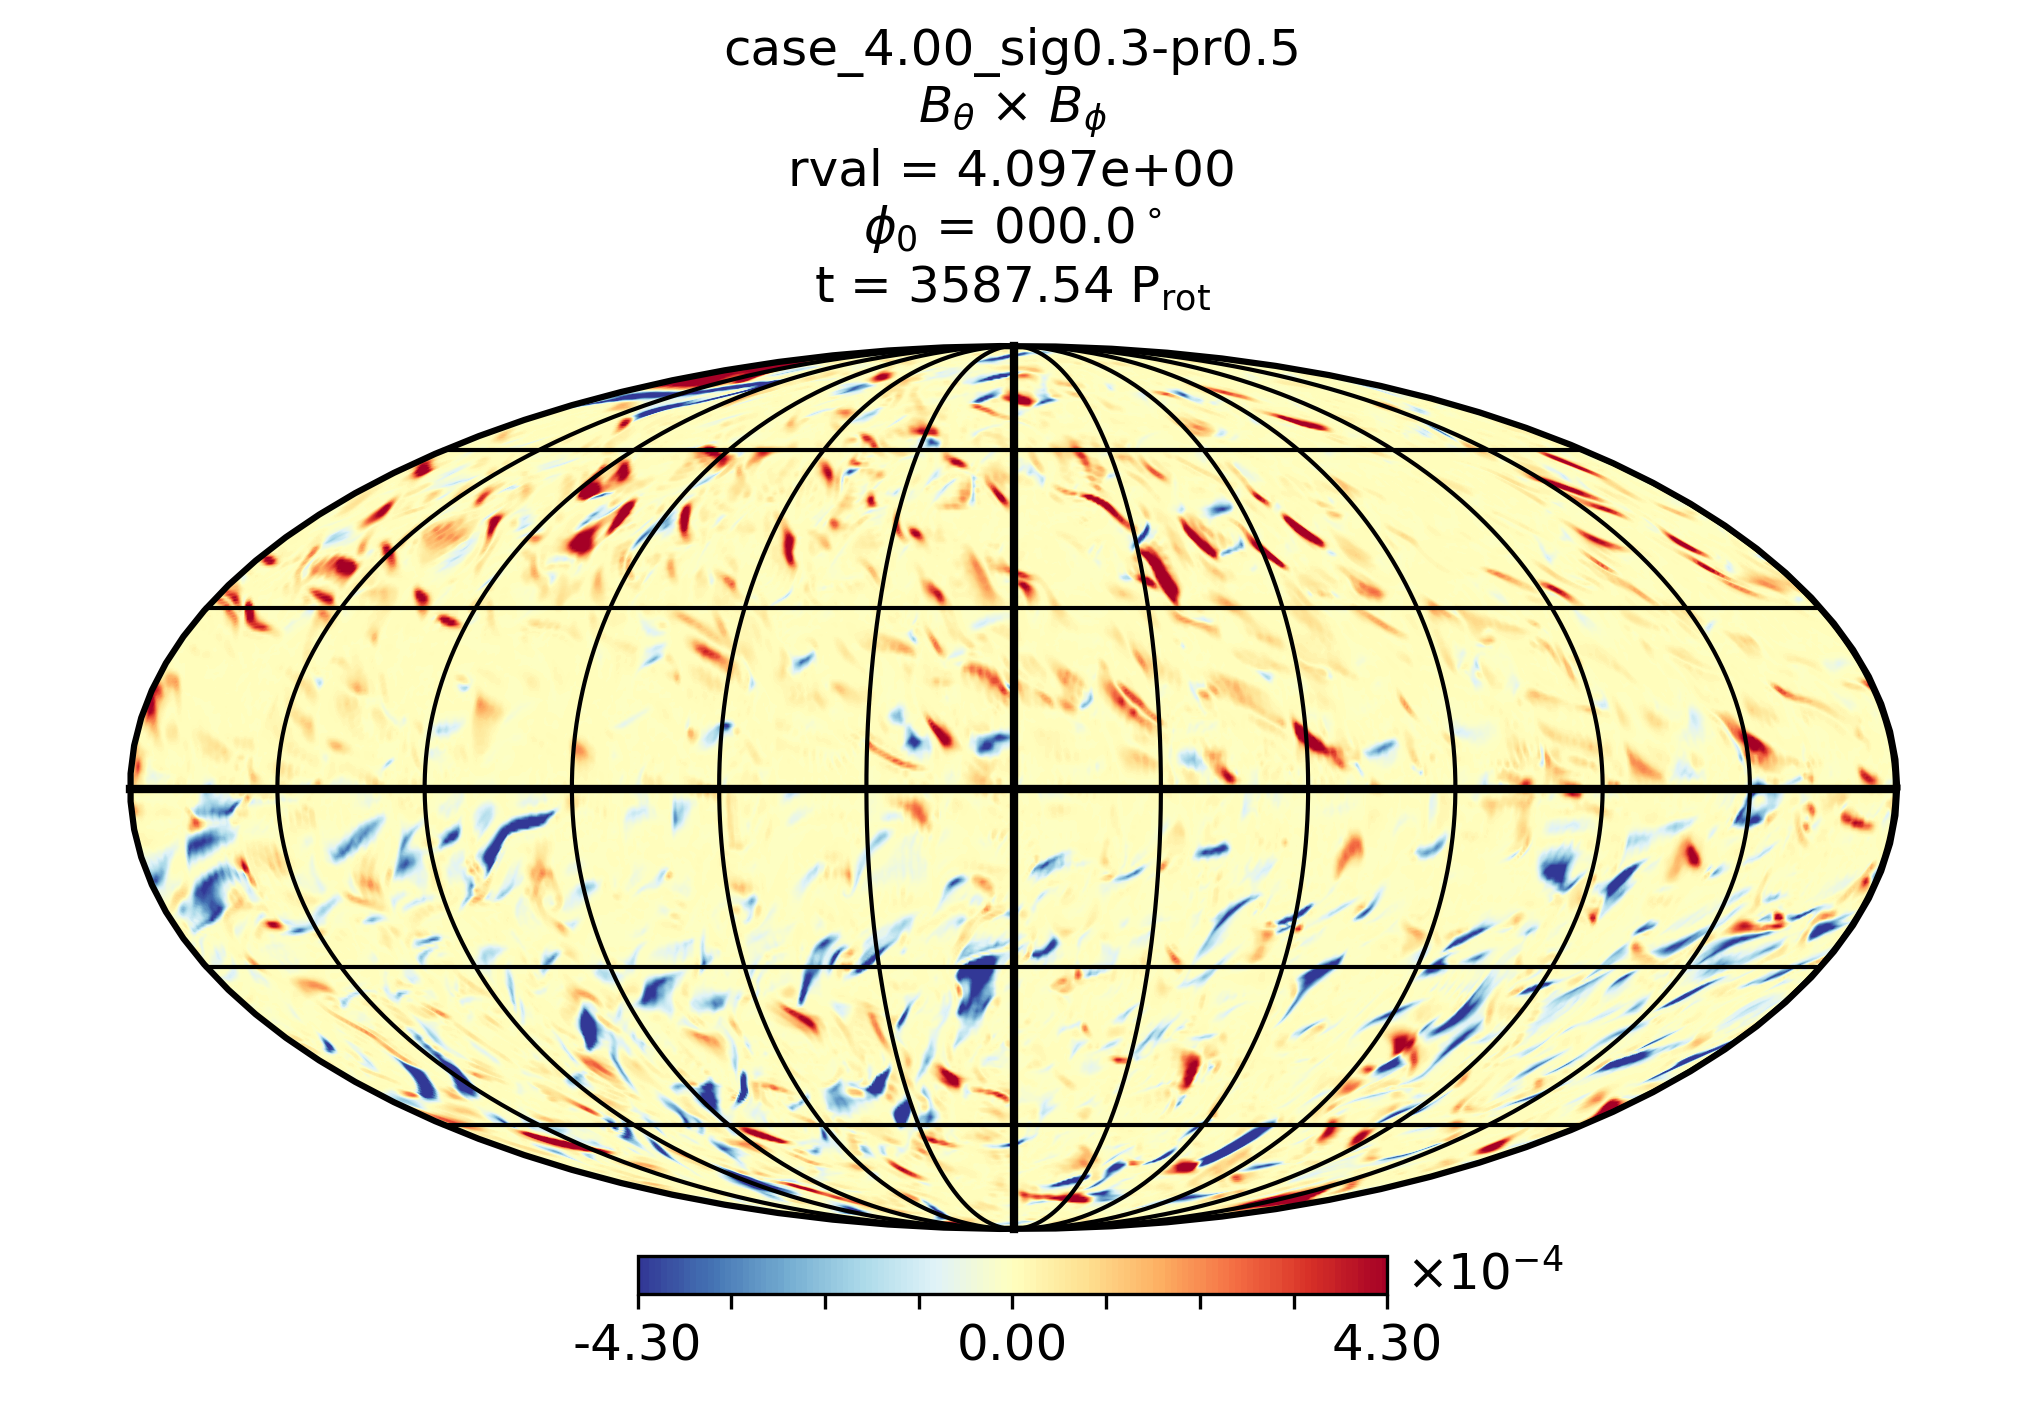 case_4.00_sig0.3-pr0.5
B_θ × B_ϕ
rval = 4.097e+00
ϕ_0 = 000.0°
t = 3587.54 P_rot
×10^−4
-4.30 0.00 4.30